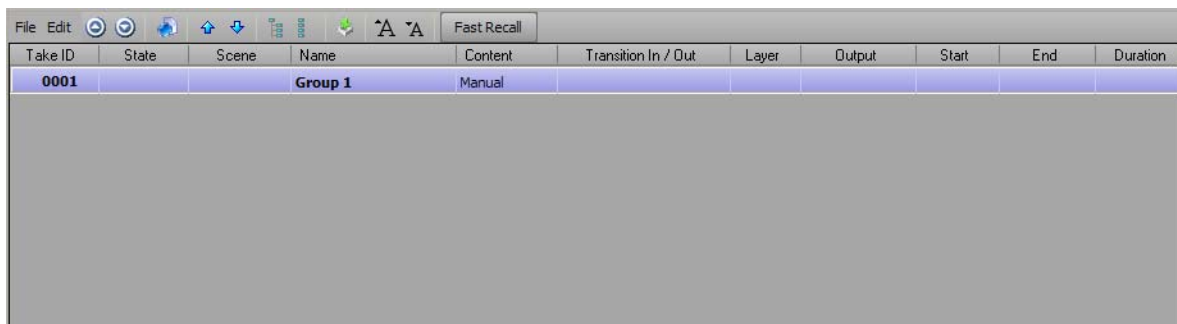 File Edit A A Fast Recall
Take ID State Scene Name Content Transition In / Out Layer Output Start End Duration
0001 Group 1 Manual